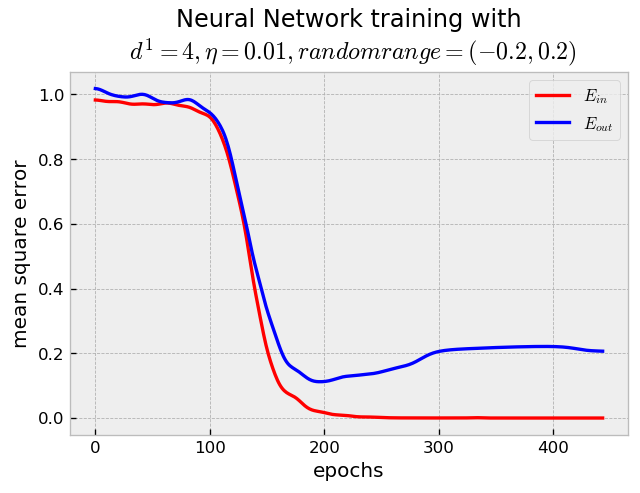 Neural Network training with
d¹ = 4, η = 0.01, randomrange = (−0.2, 0.2)
E_in
E_out
mean square error
1.0
0.8
0.6
0.4
0.2
0.0
0 100 200 300 400
epochs